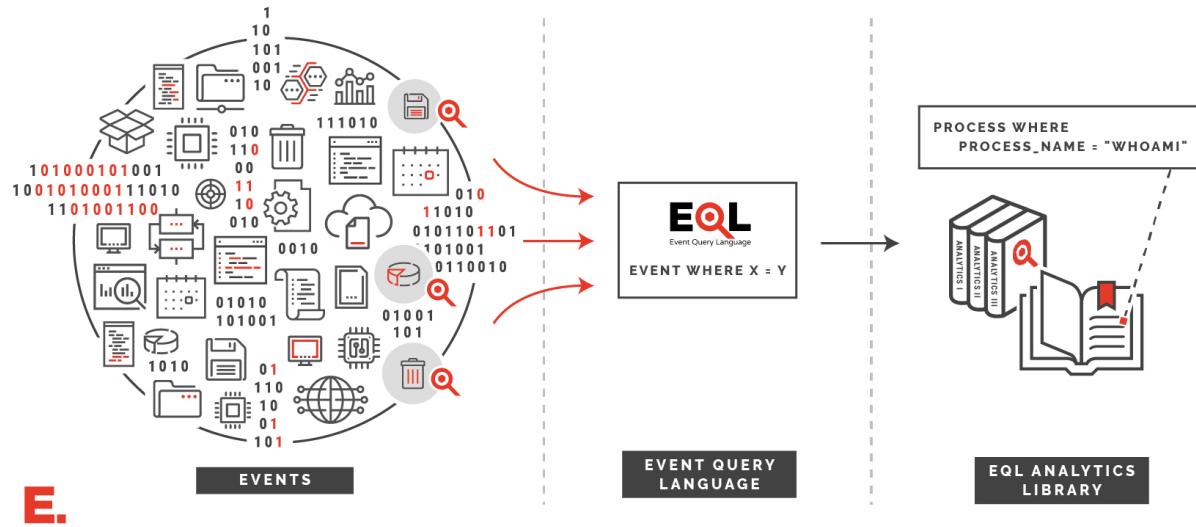 1
10
101
001
10
010
110
00
11
10
010
111010
101000101001
1001010001111010
1101001100
010
11010
0101101101
0101001
0110010
0010
01010
101001
01001
101
1010
01
110
10
01
101
EVENTS
E.
EQL
Event Query Language
EVENT WHERE X = Y
EVENT QUERY
LANGUAGE
PROCESS WHERE
PROCESS_NAME = "WHOAMI"
ANALYTICS I
ANALYTICS II
ANALYTICS III
EQL ANALYTICS
LIBRARY